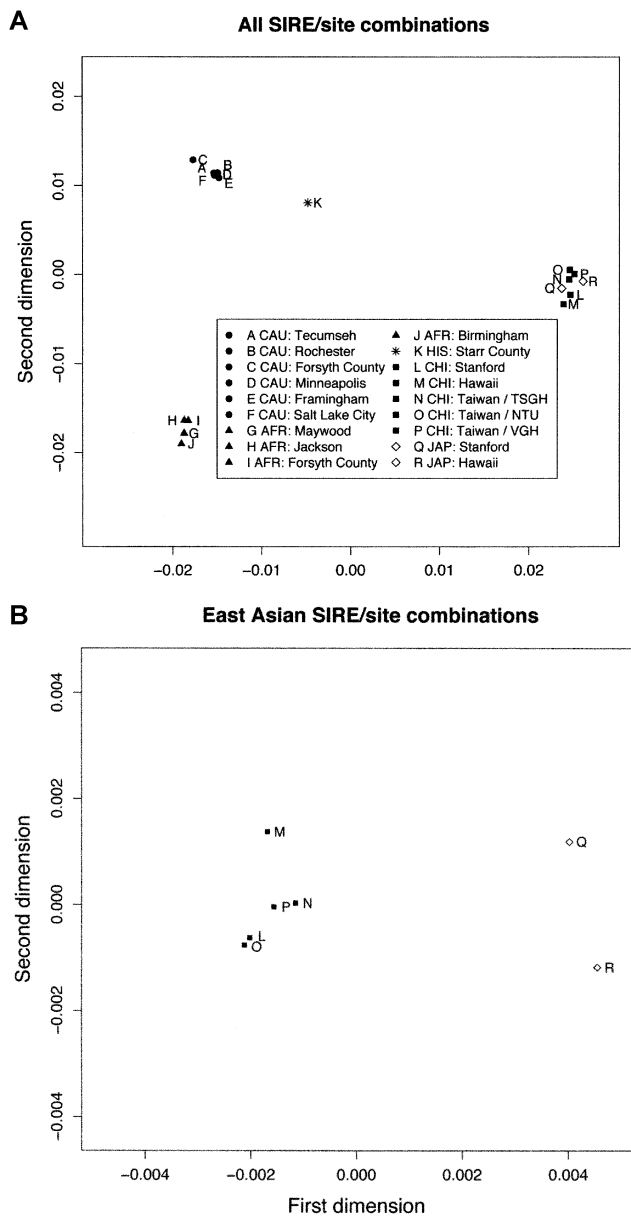 A
All SIRE/site combinations
Second dimension
0.02
0.01
0.00
−0.01
−0.02
C
B
A
D
F
E
K
O
P
N
R
Q
L
M
H
I
G
J
A CAU: Tecumseh
B CAU: Rochester
C CAU: Forsyth County
D CAU: Minneapolis
E CAU: Framingham
F CAU: Salt Lake City
G AFR: Maywood
H AFR: Jackson
I AFR: Forsyth County
J AFR: Birmingham
K HIS: Starr County
L CHI: Stanford
M CHI: Hawaii
N CHI: Taiwan / TSGH
O CHI: Taiwan / NTU
P CHI: Taiwan / VGH
Q JAP: Stanford
R JAP: Hawaii
−0.02
−0.01
0.00
0.01
0.02
B
East Asian SIRE/site combinations
Second dimension
0.004
0.002
0.000
−0.002
−0.004
M
Q
P
N
L
O
R
−0.004
−0.002
0.000
0.002
0.004
First dimension